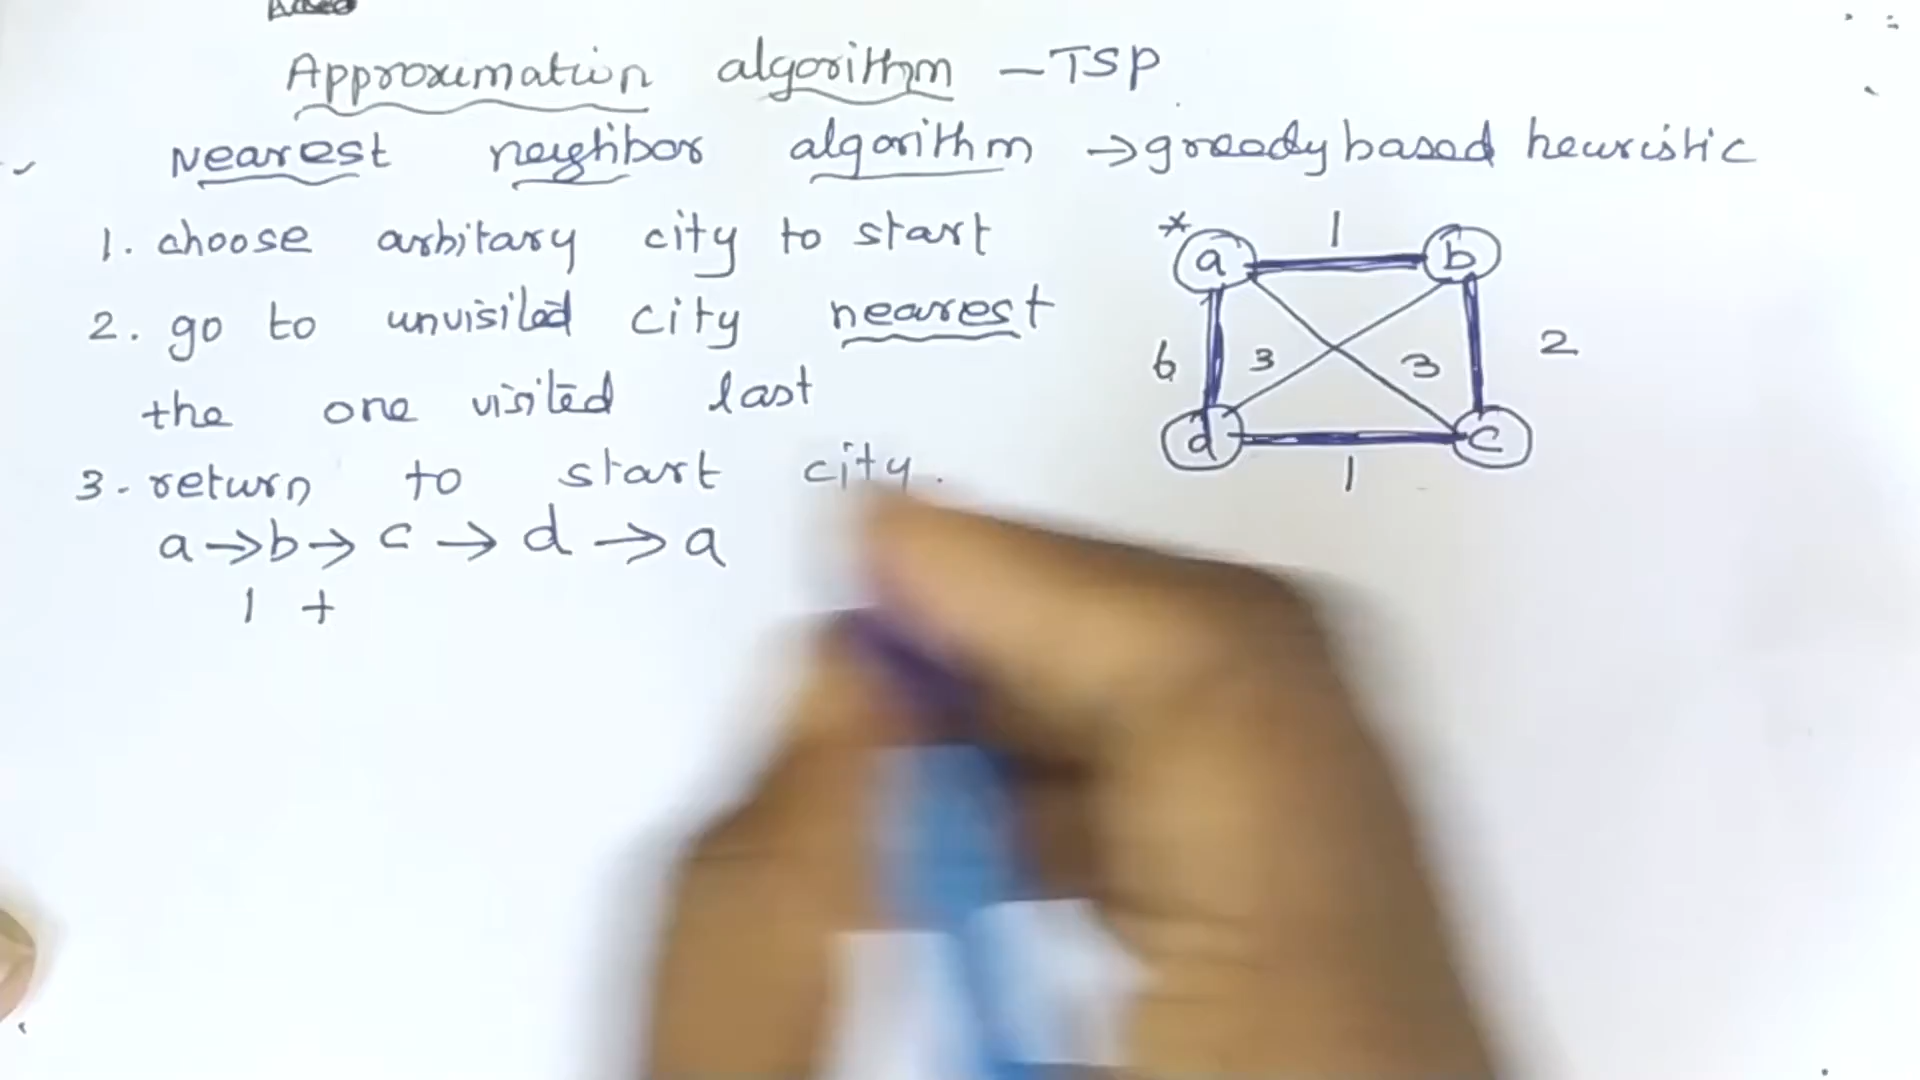 Approximation algorithm - TSP
Nearest neighbor algorithm → greedy based heuristic
1. choose arbitary city to start
2. go to unvisited city nearest
the one visited last
3. return to start city.
a → b → c → d → a
1 +
* a 1 b
6 3 3 2
d 1 c